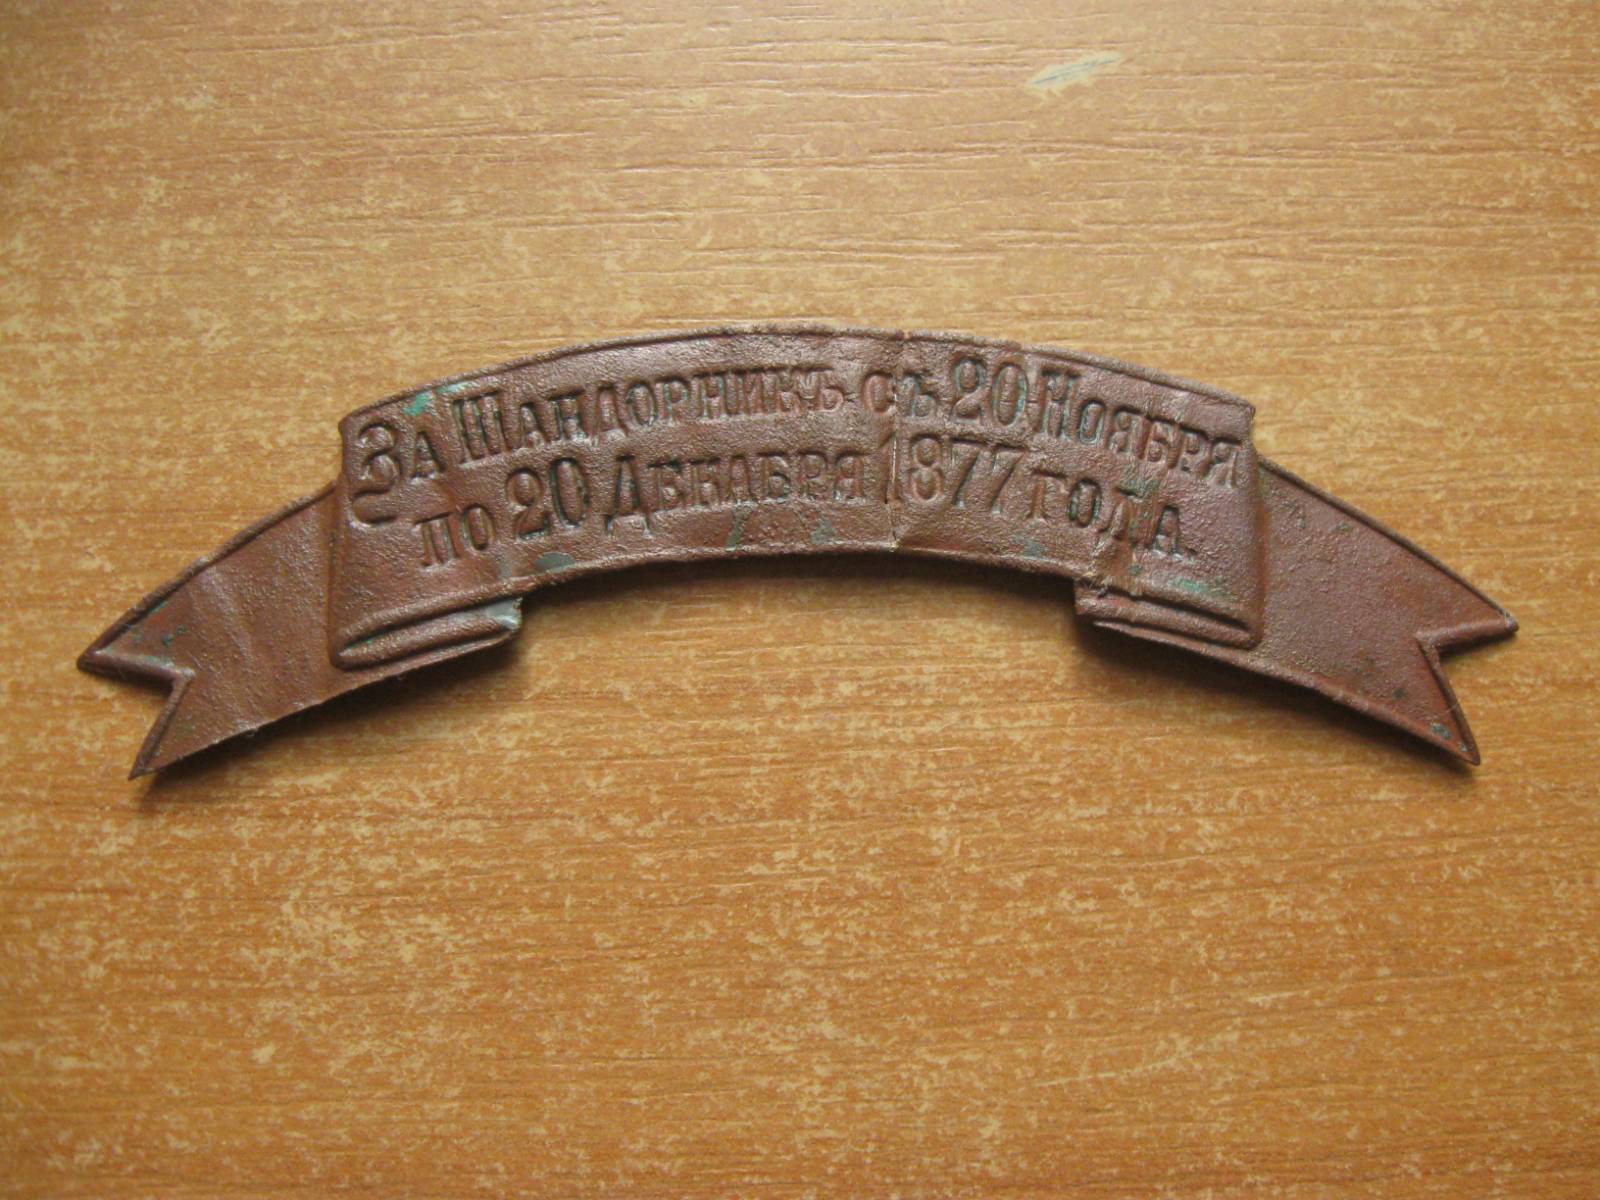 За Шандорникъ съ 20 Ноября
по 20 Декабря 1877 года.